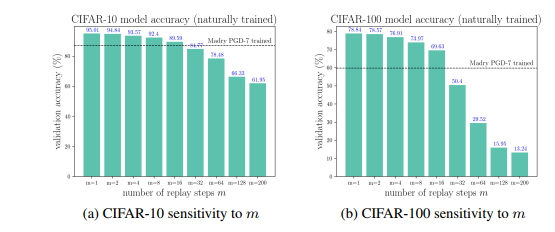 CIFAR-10 model accuracy (naturally trained)
validation accuracy (%)
80
60
40
20
0
95.01
94.84
93.57
92.4
89.59
84.77
78.48
66.33
61.95
Madry PGD-7 trained
m=1 m=2 m=4 m=8 m=16 m=32 m=64 m=128 m=200
number of replay steps m
(a) CIFAR-10 sensitivity to m
CIFAR-100 model accuracy (naturally trained)
validation accuracy (%)
80
70
60
50
40
30
20
10
0
78.84
78.57
76.91
73.97
69.63
50.4
29.52
15.95
13.24
Madry PGD-7 trained
m=1 m=2 m=4 m=8 m=16 m=32 m=64 m=128 m=200
number of replay steps m
(b) CIFAR-100 sensitivity to m